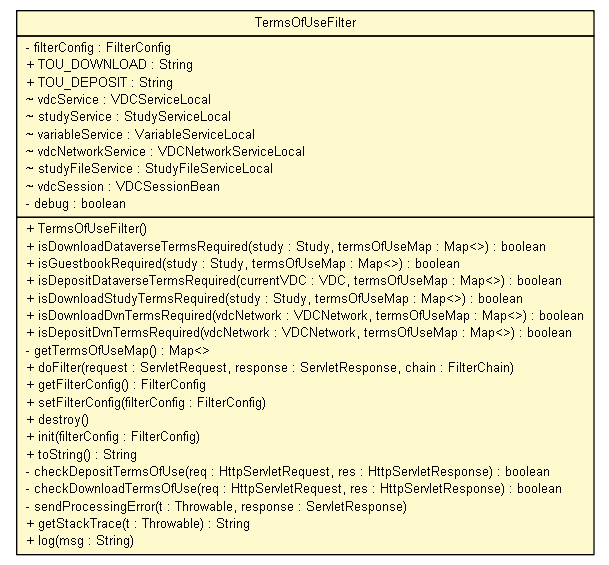 TermsOfUseFilter
- filterConfig : FilterConfig
+ TOU_DOWNLOAD : String
+ TOU_DEPOSIT : String
~ vdcService : VDCServiceLocal
~ studyService : StudyServiceLocal
~ variableService : VariableServiceLocal
~ vdcNetworkService : VDCNetworkServiceLocal
~ studyFileService : StudyFileServiceLocal
~ vdcSession : VDCSessionBean
- debug : boolean
+ TermsOfUseFilter()
+ isDownloadDataverseTermsRequired(study : Study, termsOfUseMap : Map<>) : boolean
+ isGuestbookRequired(study : Study, termsOfUseMap : Map<>) : boolean
+ isDepositDataverseTermsRequired(currentVDC : VDC, termsOfUseMap : Map<>) : boolean
+ isDownloadStudyTermsRequired(study : Study, termsOfUseMap : Map<>) : boolean
+ isDownloadDvnTermsRequired(vdcNetwork : VDCNetwork, termsOfUseMap : Map<>) : boolean
+ isDepositDvnTermsRequired(vdcNetwork : VDCNetwork, termsOfUseMap : Map<>) : boolean
- getTermsOfUseMap() : Map<>
+ doFilter(request : ServletRequest, response : ServletResponse, chain : FilterChain)
+ getFilterConfig() : FilterConfig
+ setFilterConfig(filterConfig : FilterConfig)
+ destroy()
+ init(filterConfig : FilterConfig)
+ toString() : String
- checkDepositTermsOfUse(req : HttpServletRequest, res : HttpServletResponse) : boolean
- checkDownloadTermsOfUse(req : HttpServletRequest, res : HttpServletResponse) : boolean
- sendProcessingError(t : Throwable, response : ServletResponse)
+ getStackTrace(t : Throwable) : String
+ log(msg : String)